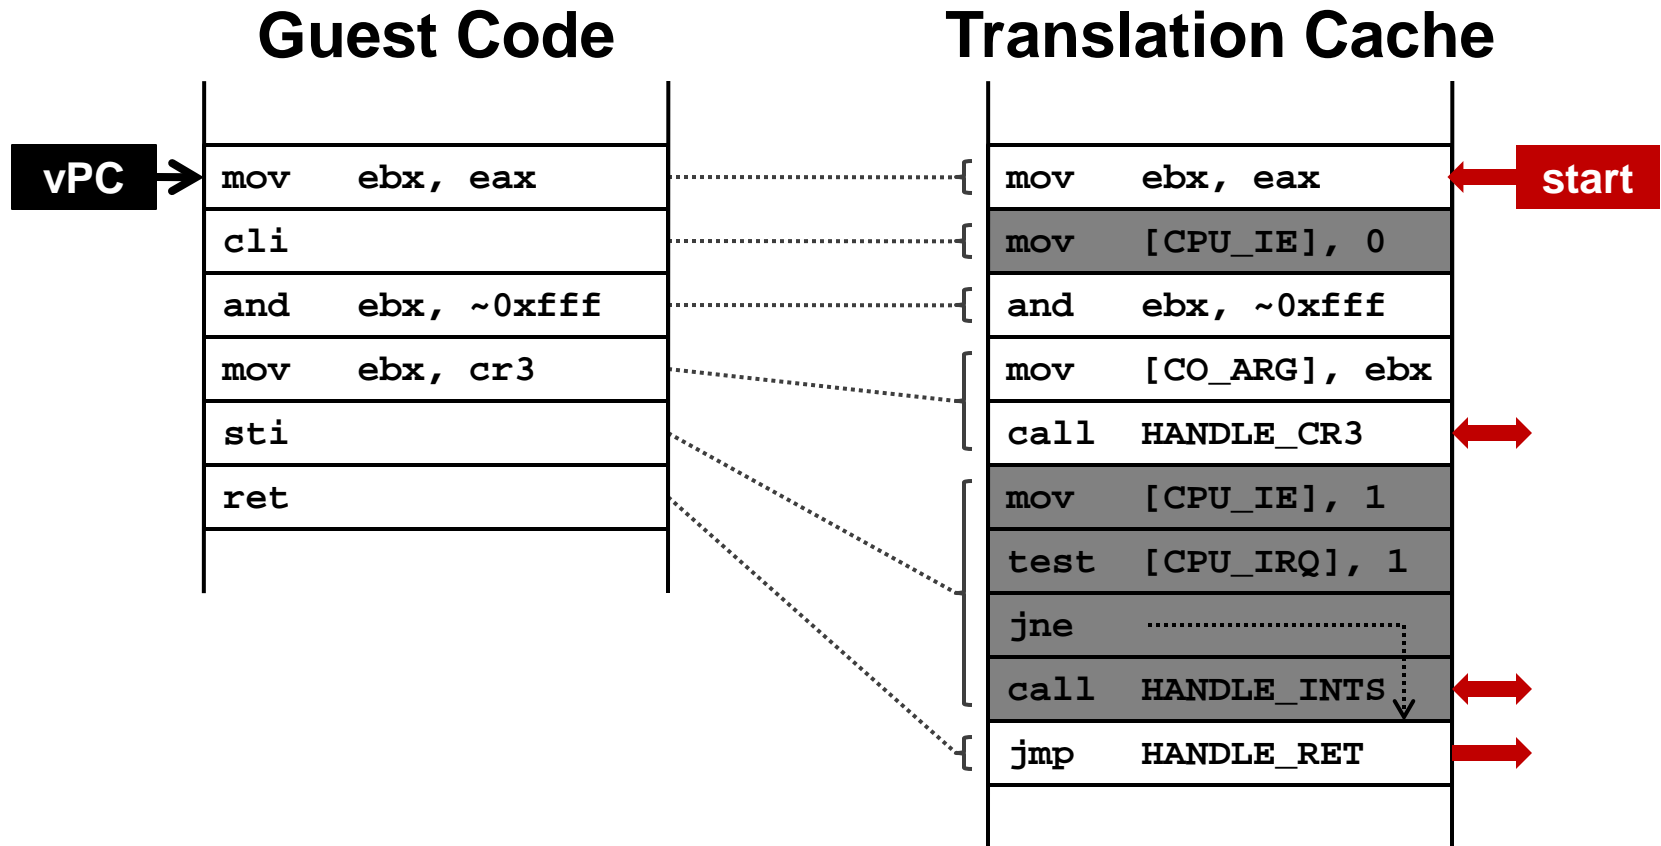 Guest Code
Translation Cache
vPC
mov ebx, eax
cli
and ebx, ~0xfff
mov ebx, cr3
sti
ret
mov ebx, eax
mov [CPU_IE], 0
and ebx, ~0xfff
mov [CO_ARG], ebx
call HANDLE_CR3
mov [CPU_IE], 1
test [CPU_IRQ], 1
jne
call HANDLE_INTS
jmp HANDLE_RET
start